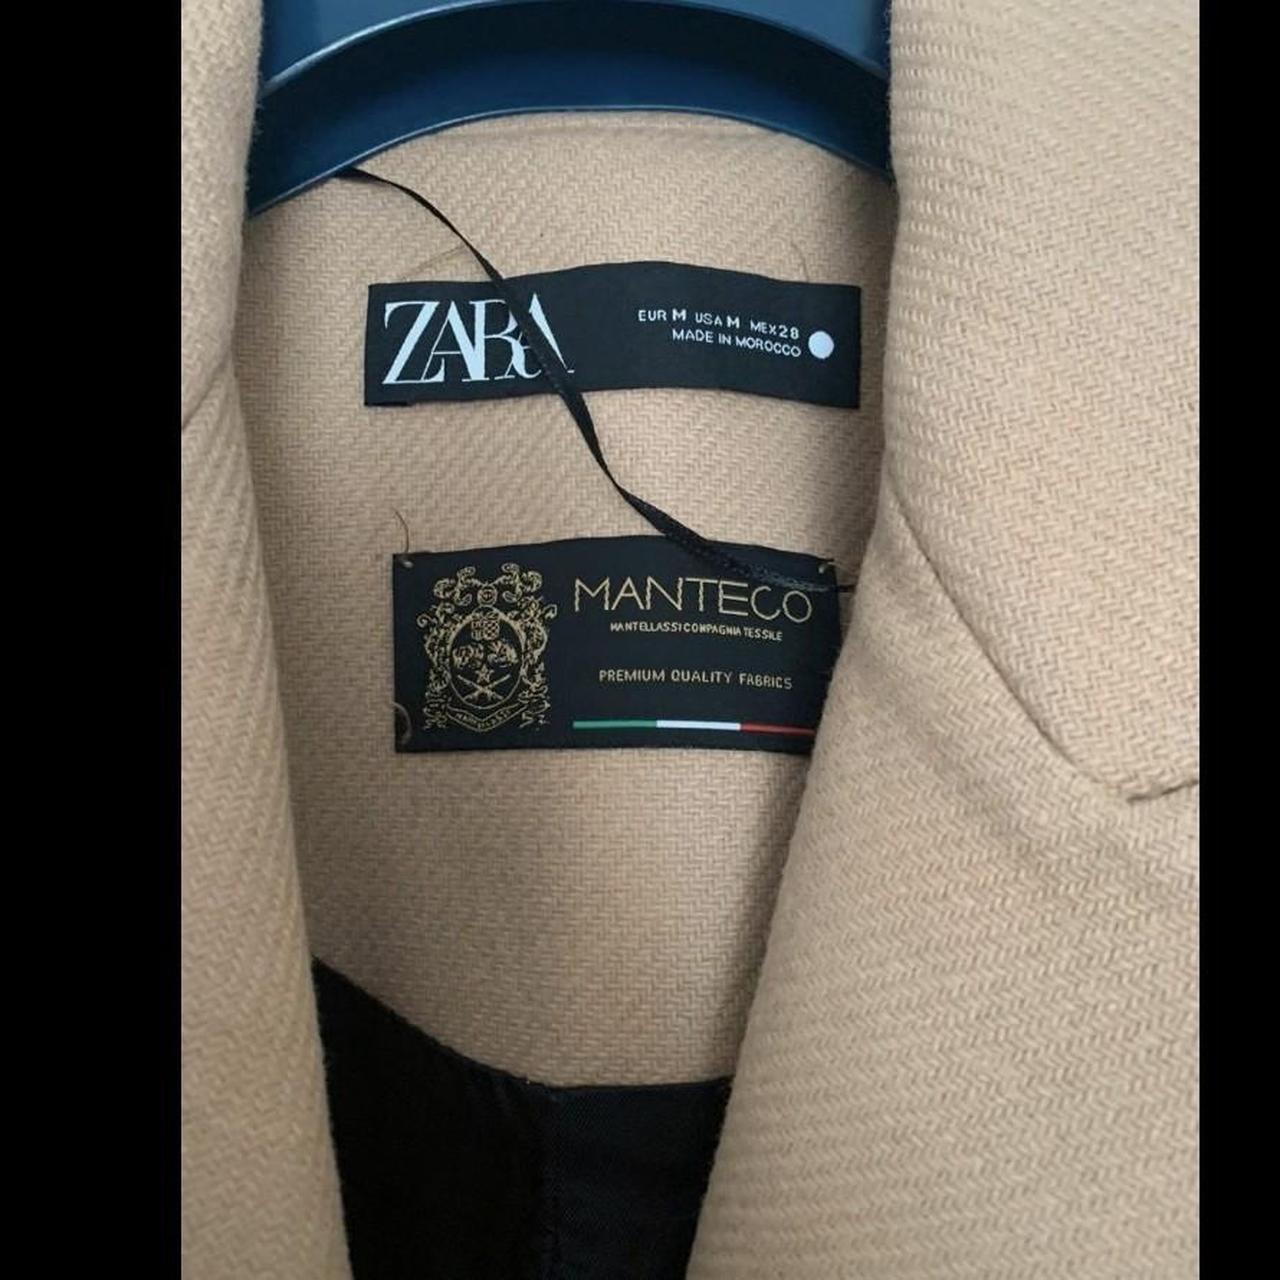 ZARA
EUR M USA M MEX 28
MADE IN MOROCCO
MANTECO
MANTELLASSI COMPAGNIA TESSILE
PREMIUM QUALITY FABRICS